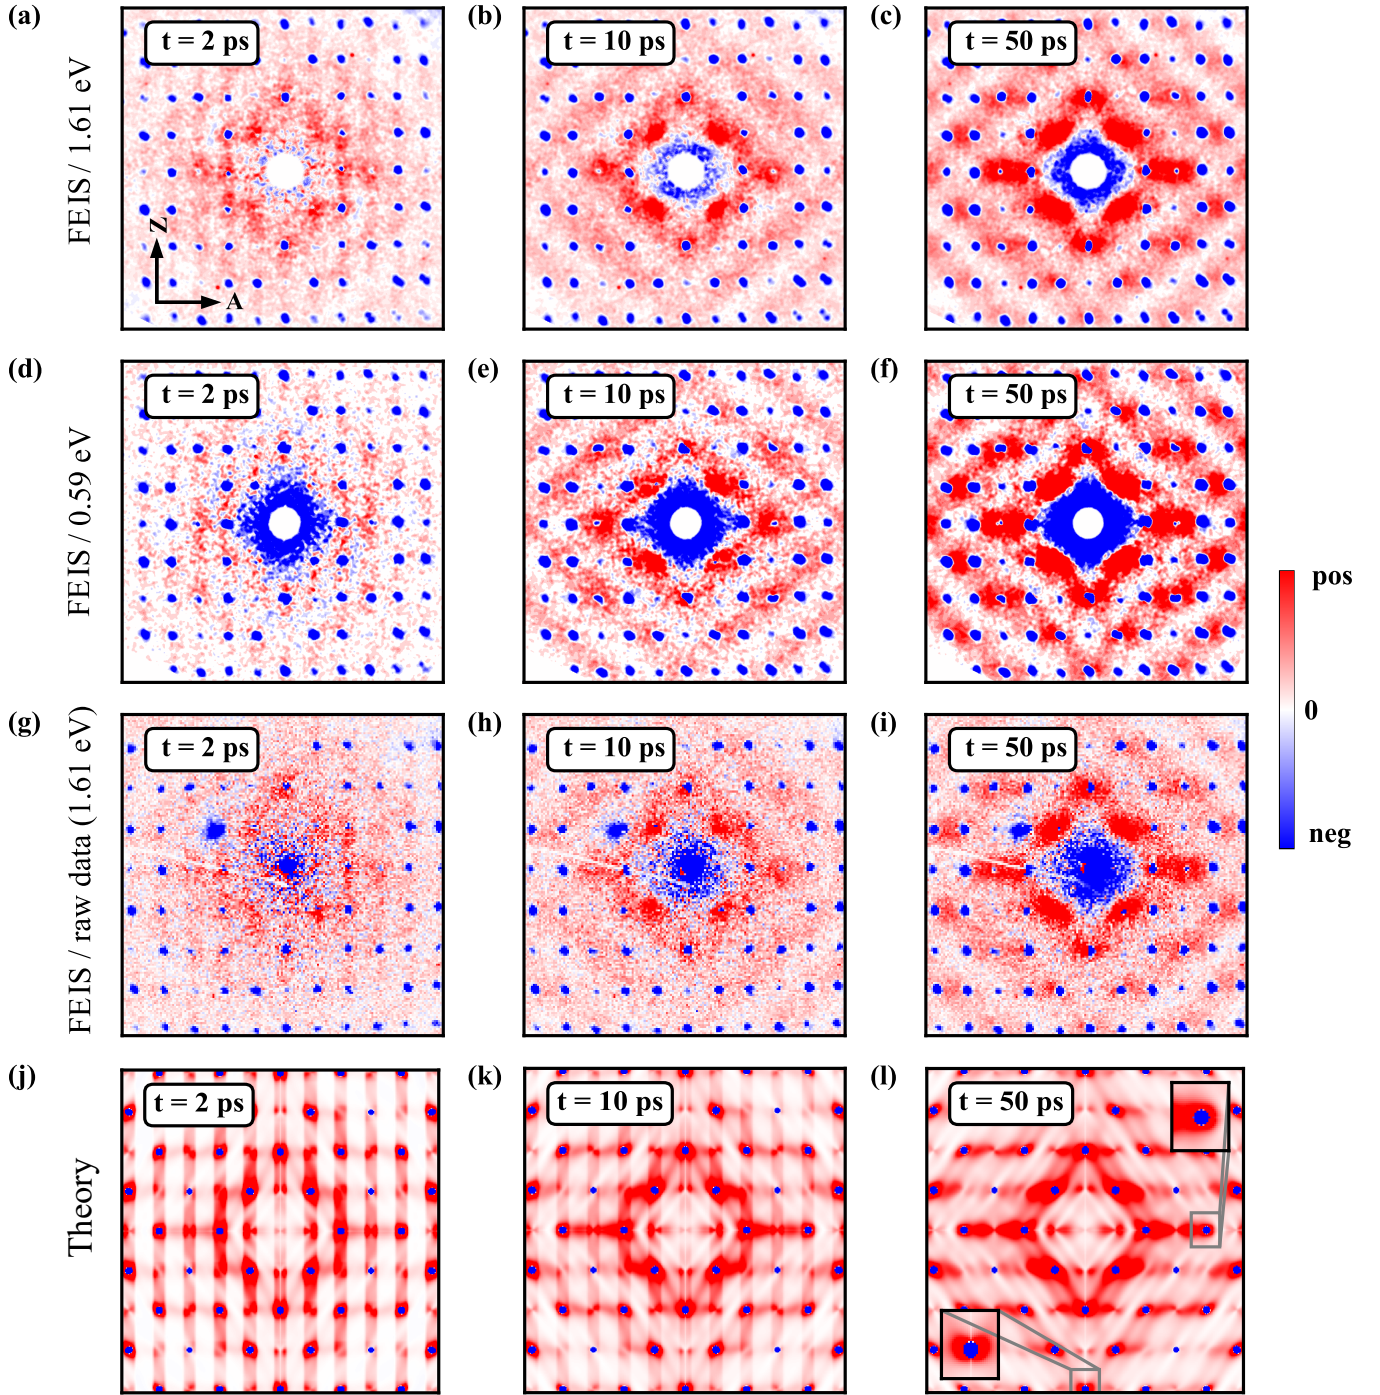 (a)
(b)
(c)
t = 2 ps
t = 10 ps
t = 50 ps
FEIS / 1.61 eV
Z
A
(d)
(e)
(f)
t = 2 ps
t = 10 ps
t = 50 ps
FEIS / 0.59 eV
pos
0
neg
(g)
(h)
(i)
t = 2 ps
t = 10 ps
t = 50 ps
FEIS / raw data (1.61 eV)
(j)
(k)
(l)
t = 2 ps
t = 10 ps
t = 50 ps
Theory